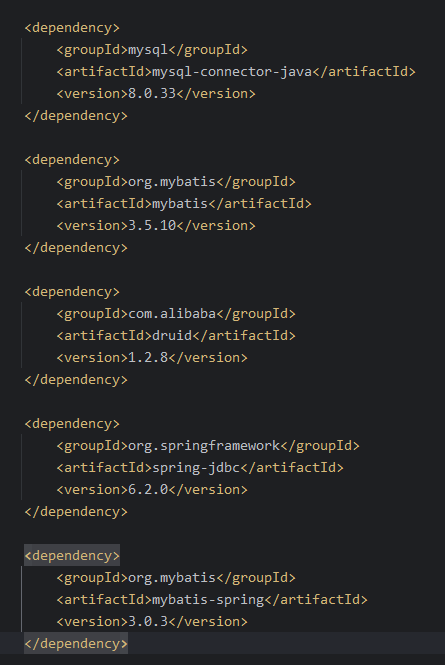 <dependency>
<groupId>mysql</groupId>
<artifactId>mysql-connector-java</artifactId>
<version>8.0.33</version>
</dependency>
<dependency>
<groupId>org.mybatis</groupId>
<artifactId>mybatis</artifactId>
<version>3.5.10</version>
</dependency>
<dependency>
<groupId>com.alibaba</groupId>
<artifactId>druid</artifactId>
<version>1.2.8</version>
</dependency>
<dependency>
<groupId>org.springframework</groupId>
<artifactId>spring-jdbc</artifactId>
<version>6.2.0</version>
</dependency>
<dependency>
<groupId>org.mybatis</groupId>
<artifactId>mybatis-spring</artifactId>
<version>3.0.3</version>
</dependency>